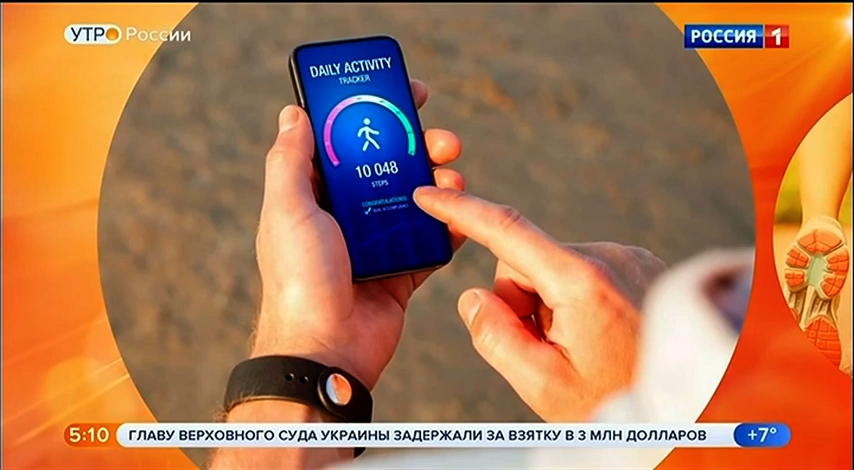 УТРО России
РОССИЯ 1
DAILY ACTIVITY
TRACKER
10 048
STEPS
CONGRATULATIONS!
5:10 ГЛАВУ ВЕРХОВНОГО СУДА УКРАИНЫ ЗАДЕРЖАЛИ ЗА ВЗЯТКУ В 3 МЛН ДОЛЛАРОВ +7°